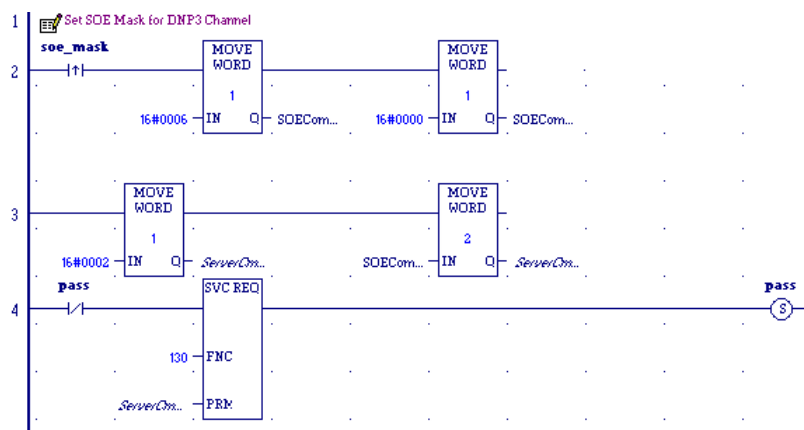 1 Set SOE Mask for DNP3 Channel
soe_mask
2
MOVE WORD 1 IN Q
16#0006
SOECom...
MOVE WORD 1 IN Q
16#0000
SOECom...
3
MOVE WORD 1 IN Q
16#0002
ServerCm...
MOVE WORD 2 IN Q
SOECom...
ServerCm...
pass
4
SVC REQ
130 FNC
ServerCm... PRM
pass
S